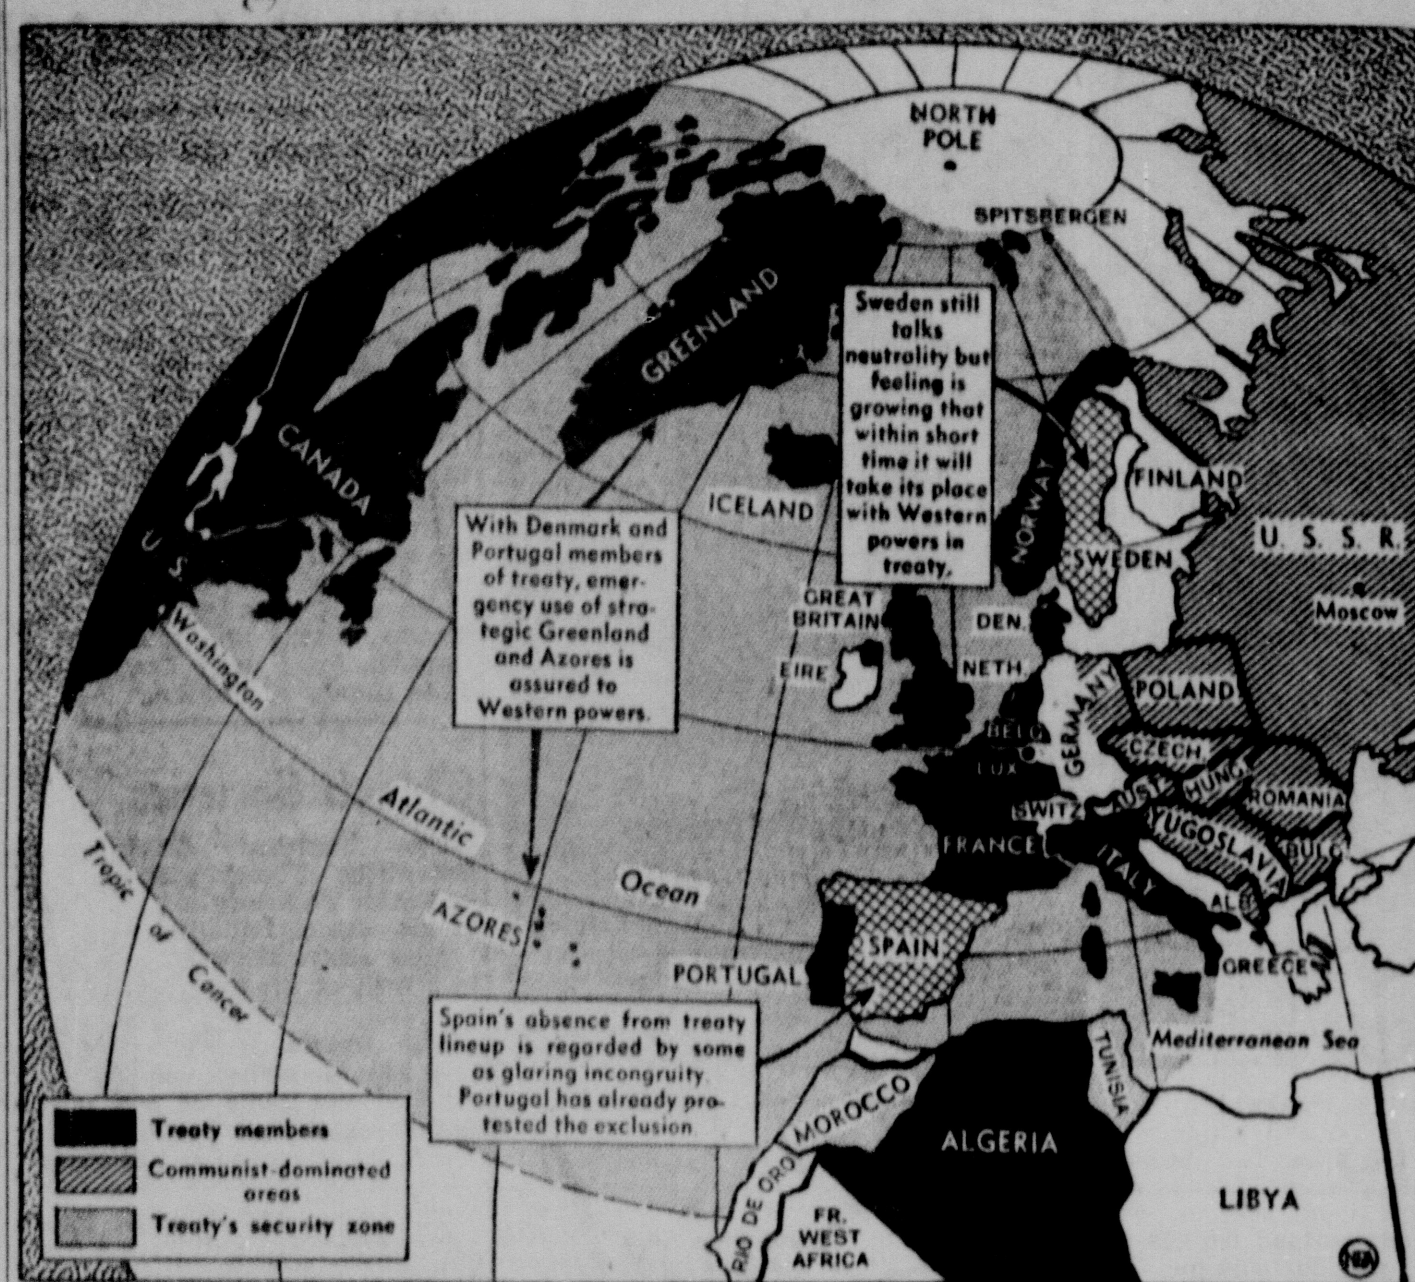 NORTH
POLE
SPITSBERGEN
GREENLAND
Sweden still
talks
neutrality but
feeling is
growing that
within short
time it will
take its place
with Western
powers in
treaty.
CANADA
U. S.
ICELAND
NORWAY
FINLAND
SWEDEN
U. S. S. R.
Moscow
With Denmark and
Portugal members
of treaty, emer-
gency use of stra-
tegic Greenland
and Azores is
assured to
Western powers.
Washington
GREAT
BRITAIN
DEN.
EIRE
NETH.
GERMANY
POLAND
BELG
LUX
CZECH.
SWITZ
AUST.
HUNG.
ROMANIA
FRANCE
ITALY
YUGOSLAVIA
BULG
AL.
Atlantic
Ocean
AZORES
PORTUGAL
SPAIN
GREECE
Tropic
of
Cancer
Spain's absence from treaty
lineup is regarded by some
as glaring incongruity.
Portugal has already pro-
tested the exclusion.
Mediterranean Sea
MOROCCO
TUNISIA
ALGERIA
LIBYA
RIO DE ORO
FR.
WEST
AFRICA
Treaty members
Communist-dominated
areas
Treaty's security zone
NEA